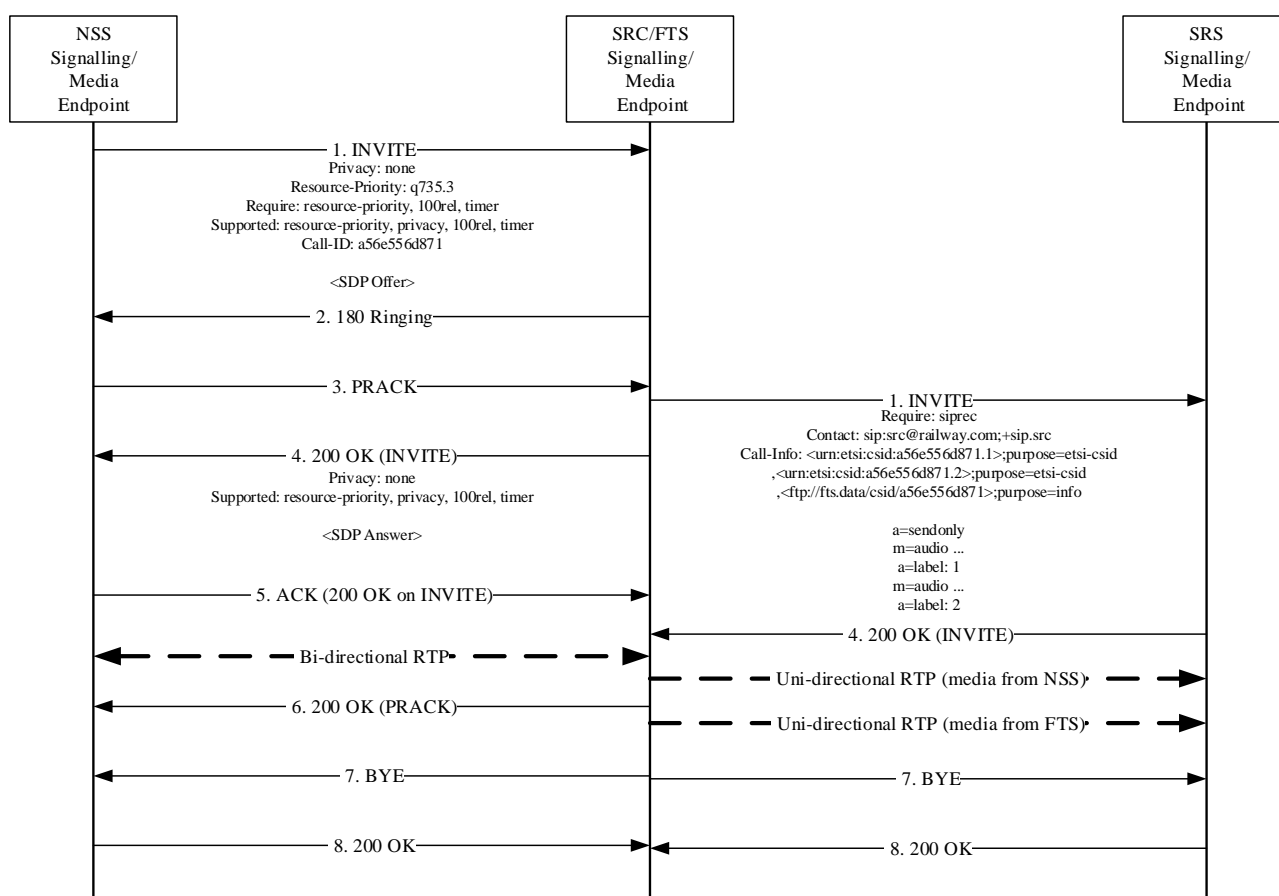 NSS
Signalling/
Media
Endpoint
SRC/FTS
Signalling/
Media
Endpoint
SRS
Signalling/
Media
Endpoint
1. INVITE
Privacy: none
Resource-Priority: q735.3
Require: resource-priority, 100rel, timer
Supported: resource-priority, privacy, 100rel, timer
Call-ID: a56e556d871
<SDP Offer>
2. 180 Ringing
3. PRACK
1. INVITE
Require: siprec
Contact: sip:src@railway.com;+sip.src
Call-Info: <urn:etsi:csid:a56e556d871.1>;purpose=etsi-csid
,<urn:etsi:csid:a56e556d871.2>;purpose=etsi-csid
,<ftp://fts.data/csid/a56e556d871>;purpose=info
a=sendonly
m=audio ...
a=label: 1
m=audio ...
a=label: 2
4. 200 OK (INVITE)
Privacy: none
Supported: resource-priority, privacy, 100rel, timer
<SDP Answer>
5. ACK (200 OK on INVITE)
4. 200 OK (INVITE)
Bi-directional RTP
Uni-directional RTP (media from NSS)
6. 200 OK (PRACK)
Uni-directional RTP (media from FTS)
7. BYE
7. BYE
8. 200 OK
8. 200 OK